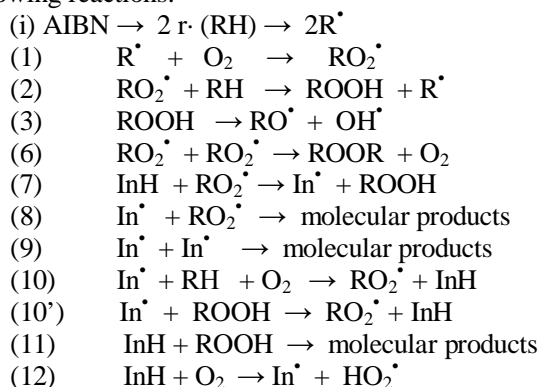 (i) AIBN → 2 r· (RH) → 2R•
(1) R• + O₂ → RO₂•
(2) RO₂• + RH → ROOH + R•
(3) ROOH → RO• + OH•
(6) RO₂• + RO₂• → ROOR + O₂
(7) InH + RO₂• → In• + ROOH
(8) In• + RO₂• → molecular products
(9) In• + In• → molecular products
(10) In• + RH + O₂ → RO₂• + InH
(10’) In• + ROOH → RO₂• + InH
(11) InH + ROOH → molecular products
(12) InH + O₂ → In• + HO₂•